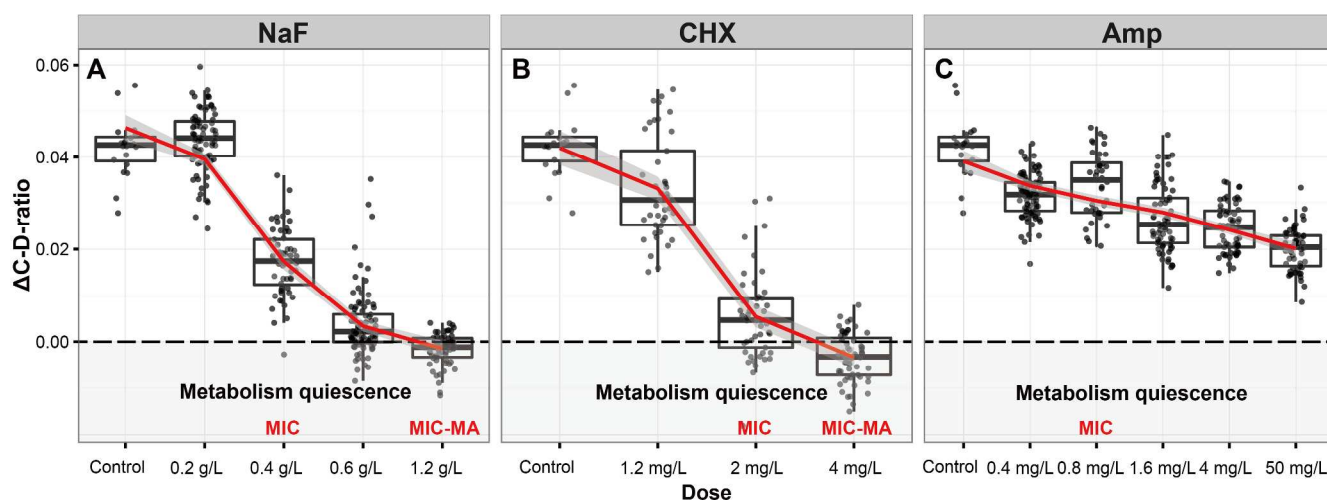 NaF CHX Amp
A B C
0.06
0.04
0.02
0.00
ΔC-D-ratio
Metabolism quiescence Metabolism quiescence Metabolism quiescence
MIC MIC-MA MIC MIC-MA MIC
Control 0.2 g/L 0.4 g/L 0.6 g/L 1.2 g/L Control 1.2 mg/L 2 mg/L 4 mg/L Control 0.4 mg/L 0.8 mg/L 1.6 mg/L 4 mg/L 50 mg/L
Dose